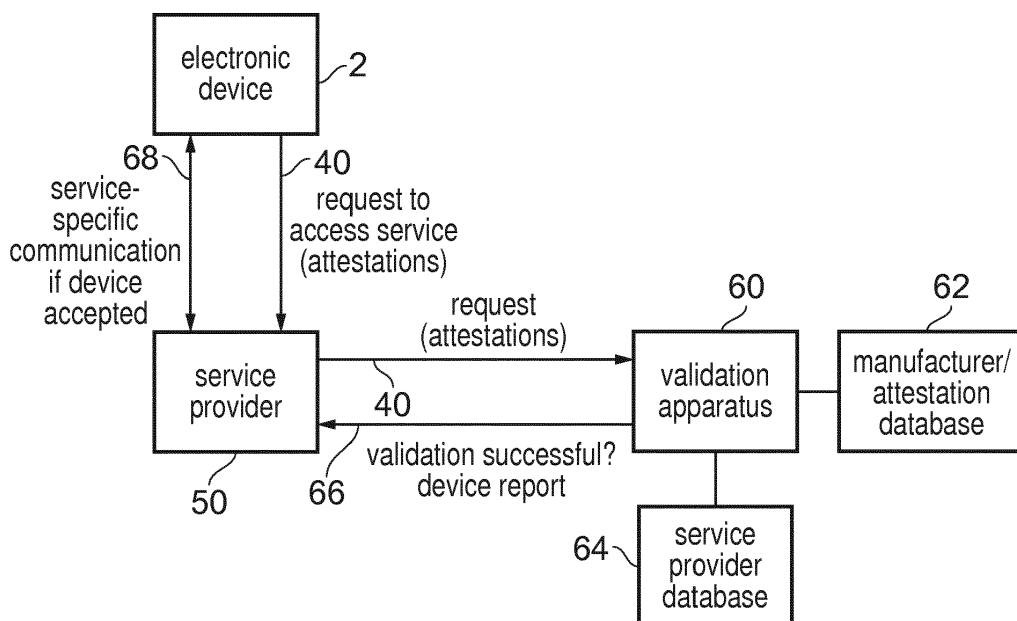 electronic
device
2
68
service-
specific
communication
if device
accepted
40
request to
access service
(attestations)
service
provider
50
request
(attestations)
40
66
validation successful?
device report
60
validation
apparatus
62
manufacturer/
attestation
database
64
service
provider
database